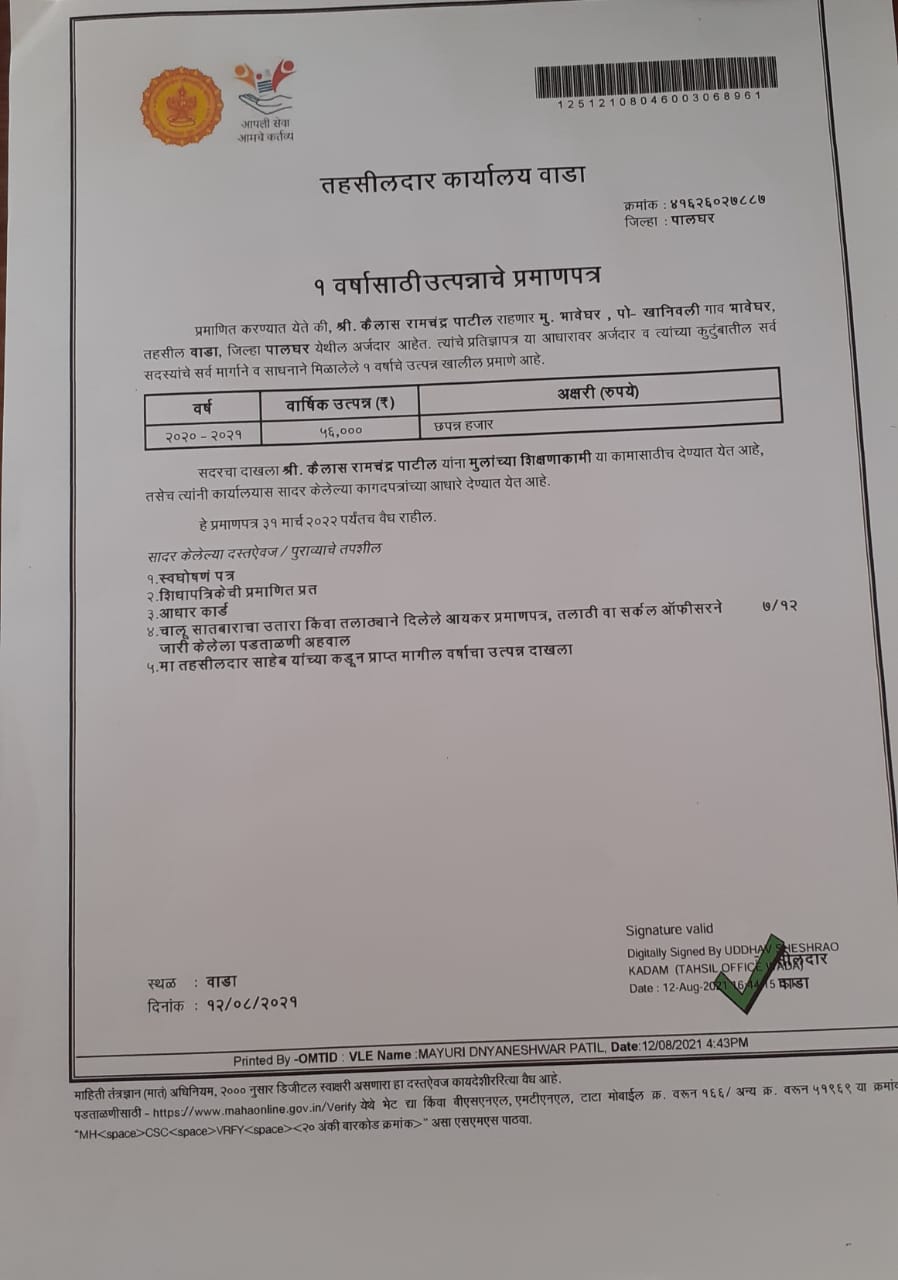 आपली सेवा
आमचे कर्तव्य
12512108046003068961
तहसीलदार कार्यालय वाडा
क्रमांक : ४१६२६०२७८८७
जिल्हा : पालघर
१ वर्षासाठी उत्पन्नाचे प्रमाणपत्र
प्रमाणित करण्यात येते की, श्री. कैलास रामचंद्र पाटील राहणार मु. भावेघर , पो- खानिवली गाव भावेघर,
तहसील वाडा, जिल्हा पालघर येथील अर्जदार आहेत. त्यांचे प्रतिज्ञापत्र या आधारावर अर्जदार व त्यांच्या कुटुंबातील सर्व
सदस्यांचे सर्व मार्गाने व साधनाने मिळालेले १ वर्षाचे उत्पन्न खालील प्रमाणे आहे.
वर्ष वार्षिक उत्पन्न (₹) अक्षरी (रुपये)
२०२० - २०२१ ५६,००० छपन्न हजार
सदरचा दाखला श्री. कैलास रामचंद्र पाटील यांना मुलांच्या शिक्षणाकामी या कामासाठीच देण्यात येत आहे,
तसेच त्यांनी कार्यालयास सादर केलेल्या कागदपत्रांच्या आधारे देण्यात येत आहे.
हे प्रमाणपत्र ३१ मार्च २०२२ पर्यंतच वैध राहील.
सादर केलेल्या दस्तऐवज / पुराव्याचे तपशील
१.स्वघोषणं पत्र
२.शिधापत्रिकेची प्रमाणित प्रत
३.आधार कार्ड
४.चालू सातबाराचा उतारा किंवा तलाठ्याने दिलेले आयकर प्रमाणपत्र, तलाठी वा सर्कल ऑफीसरने ७/१२
जारी केलेला पडताळणी अहवाल
५.मा तहसीलदार साहेब यांच्या कडून प्राप्त मागील वर्षाचा उत्पन्न दाखला
Signature valid
Digitally Signed By UDDHAV SHESHRAO
KADAM (TAHSIL OFFICE WADA)
Date : 12-Aug-2021
स्थळ : वाडा
दिनांक : १२/०८/२०२१
Printed By -OMTID : VLE Name :MAYURI DNYANESHWAR PATIL, Date:12/08/2021 4:43PM
माहिती तंत्रज्ञान (मातं) अधिनियम, २००० नुसार डिजीटल स्वाक्षरी असणारा हा दस्तऐवज कायदेशीररित्या वैध आहे.
पडताळणीसाठी - https://www.mahaonline.gov.in/Verify येथे भेट द्या किंवा बीएसएनएल, एमटीएनएल, टाटा मोबाईल क्र. वरून १६६/ अन्य क्र. वरून ५१९६९ या
"MH<space>CSC<space>VRFY<space><२० अंकी बारकोड क्रमांक>" असा एसएमएस पाठवा.